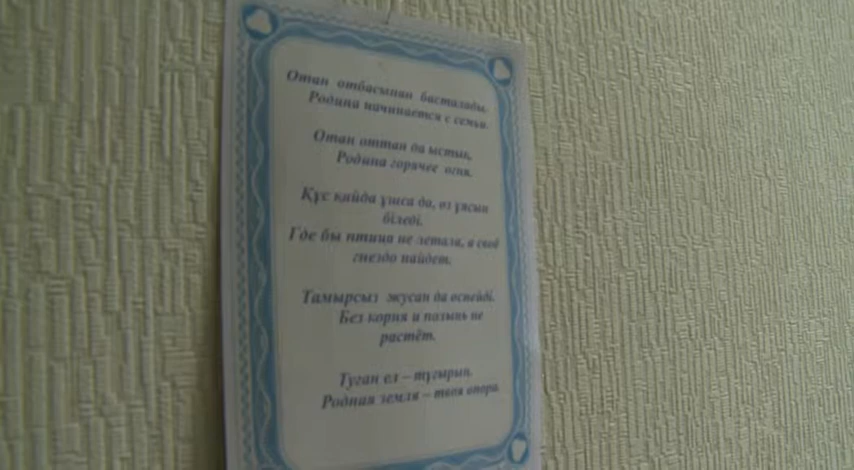 Отан отбасынан басталады.
Родина начинается с семьи.
Отан оттан да ыстық,
Родина горячее огня.
Құс қайда ұшса да, өз ұясын
біледі.
Где бы птица не летала, а своё
гнездо найдет.
Тамырсыз жусан да өспейді.
Без корня и полынь не
растёт.
Туған ел – тұғырың.
Родная земля – твоя опора.